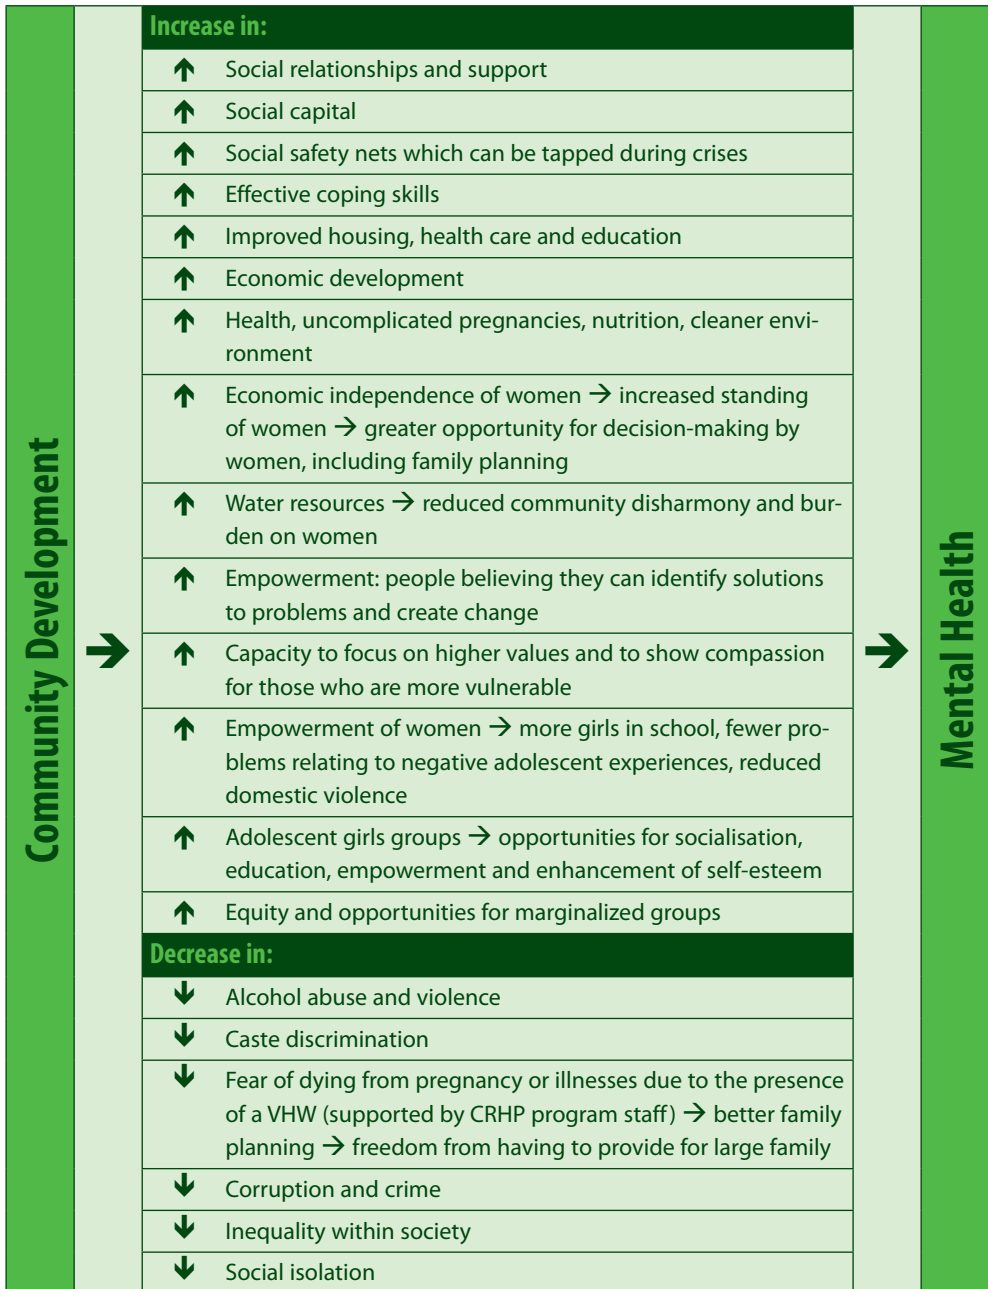 Community Development
Increase in:
↑ Social relationships and support
↑ Social capital
↑ Social safety nets which can be tapped during crises
↑ Effective coping skills
↑ Improved housing, health care and education
↑ Economic development
↑ Health, uncomplicated pregnancies, nutrition, cleaner envi-
ronment
↑ Economic independence of women → increased standing
of women → greater opportunity for decision-making by
women, including family planning
↑ Water resources → reduced community disharmony and bur-
den on women
↑ Empowerment: people believing they can identify solutions
to problems and create change
↑ Capacity to focus on higher values and to show compassion
for those who are more vulnerable
↑ Empowerment of women → more girls in school, fewer pro-
blems relating to negative adolescent experiences, reduced
domestic violence
↑ Adolescent girls groups → opportunities for socialisation,
education, empowerment and enhancement of self-esteem
↑ Equity and opportunities for marginalized groups
Decrease in:
↓ Alcohol abuse and violence
↓ Caste discrimination
↓ Fear of dying from pregnancy or illnesses due to the presence
of a VHW (supported by CRHP program staff) → better family
planning → freedom from having to provide for large family
↓ Corruption and crime
↓ Inequality within society
↓ Social isolation
Mental Health